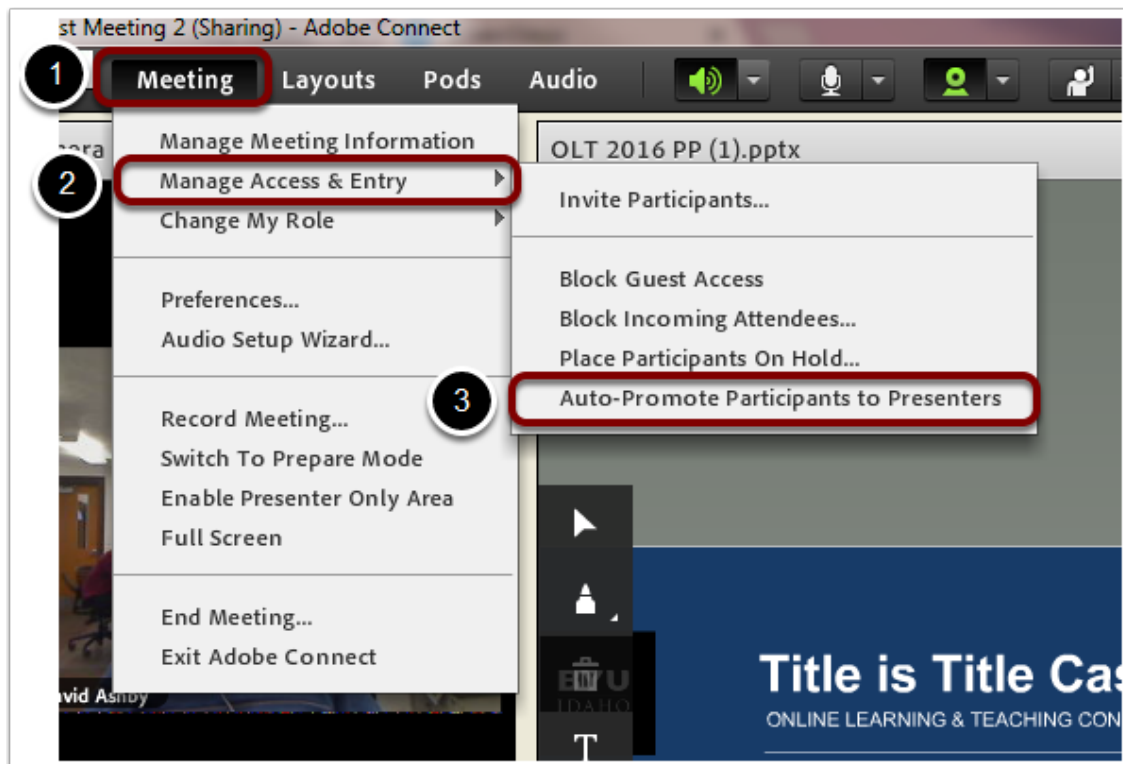 st Meeting 2 (Sharing) - Adobe Connect
1
Meeting Layouts Pods Audio
OLT 2016 PP (1).pptx
Manage Meeting Information
2
Manage Access & Entry
Change My Role
Preferences...
Audio Setup Wizard...
Record Meeting...
Switch To Prepare Mode
Enable Presenter Only Area
Full Screen
End Meeting...
Exit Adobe Connect
Invite Participants...
Block Guest Access
Block Incoming Attendees...
Place Participants On Hold...
3
Auto-Promote Participants to Presenters
vid Ashby
IDAHO
T
Title is Title Cas
ONLINE LEARNING & TEACHING CON